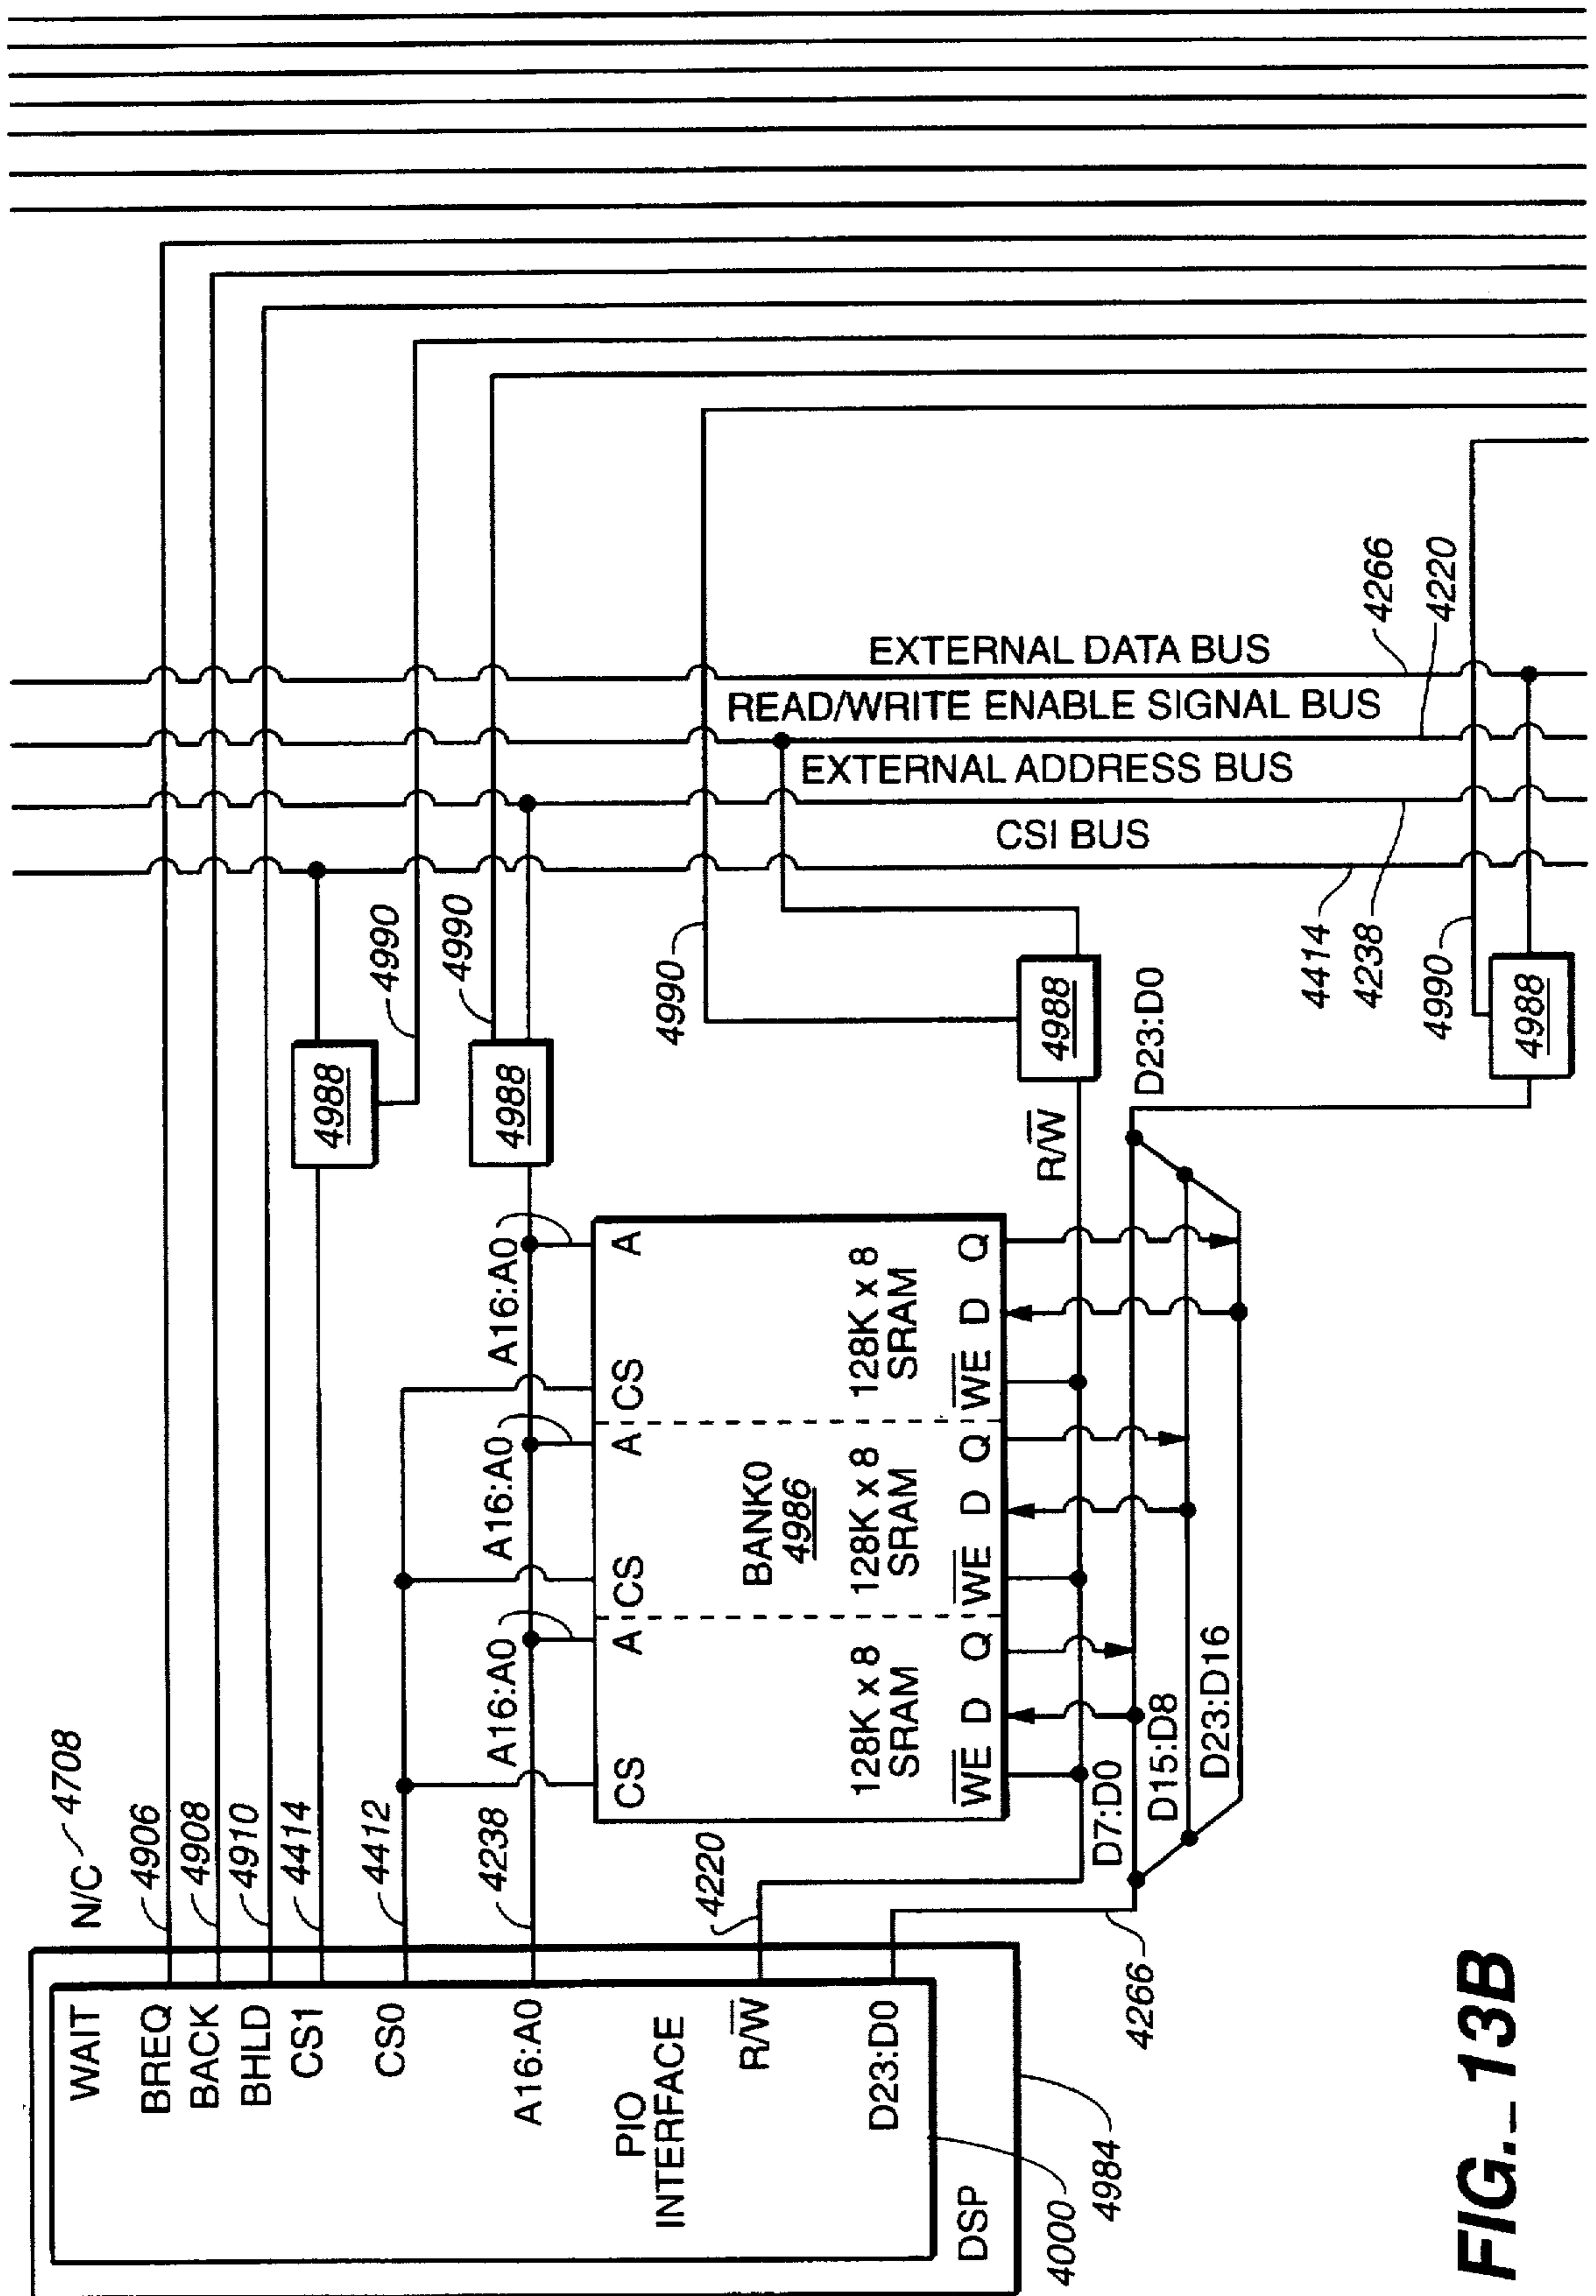 WAIT
N/C 4708
BREQ
4906
BACK
4908
BHLD
4910
CS1
4414
CS0
4412
A16:A0
4238
PIO
INTERFACE
R/W
4220
D23:D0
4266
DSP
4000
4984
CS
A16:A0
A
CS
A16:A0
A
CS
A16:A0
A
BANK0
4986
128K x 8
SRAM
128K x 8
SRAM
128K x 8
SRAM
WE D Q
WE D Q
WE D Q
D7:D0
D15:D8
D23:D16
R/W
D23:D0
4988
4990
4988
4990
4988
4990
4988
4990
EXTERNAL DATA BUS
4266
READ/WRITE ENABLE SIGNAL BUS
4220
EXTERNAL ADDRESS BUS
4238
CSI BUS
4414
FIG._ 13B